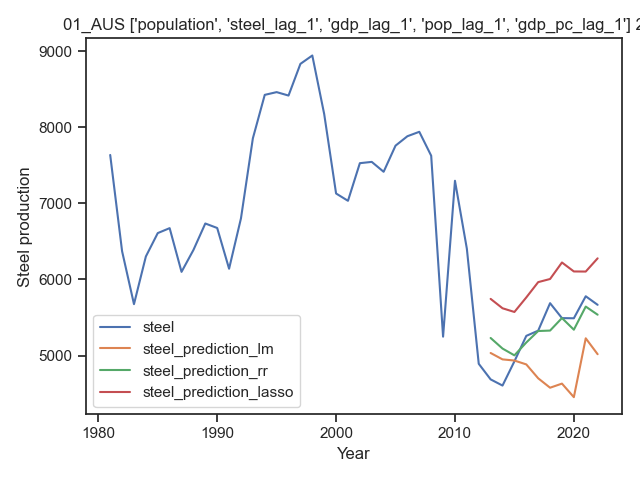 01_AUS ['population', 'steel_lag_1', 'gdp_lag_1', 'pop_lag_1', 'gdp_pc_lag_1'] 2
9000
8000
7000
6000
5000
Steel production
steel
steel_prediction_lm
steel_prediction_rr
steel_prediction_lasso
1980
1990
2000
2010
2020
Year